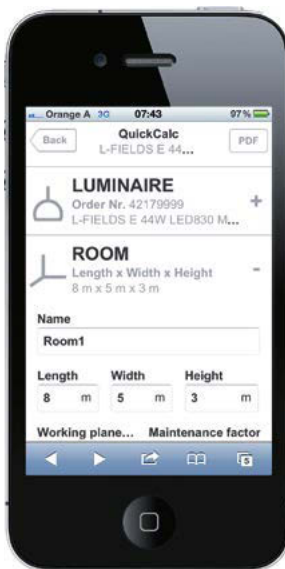 Orange A 3G 07:43 97%
Back QuickCalc PDF
L-FIELDS E 44...
LUMINAIRE +
Order Nr. 42179999
L-FIELDS E 44W LED830 M...
ROOM
Length x Width x Height -
8 m x 5 m x 3 m
Name
Room1
Length Width Height
8 m 5 m 3 m
Working plane... Maintenance factor
5